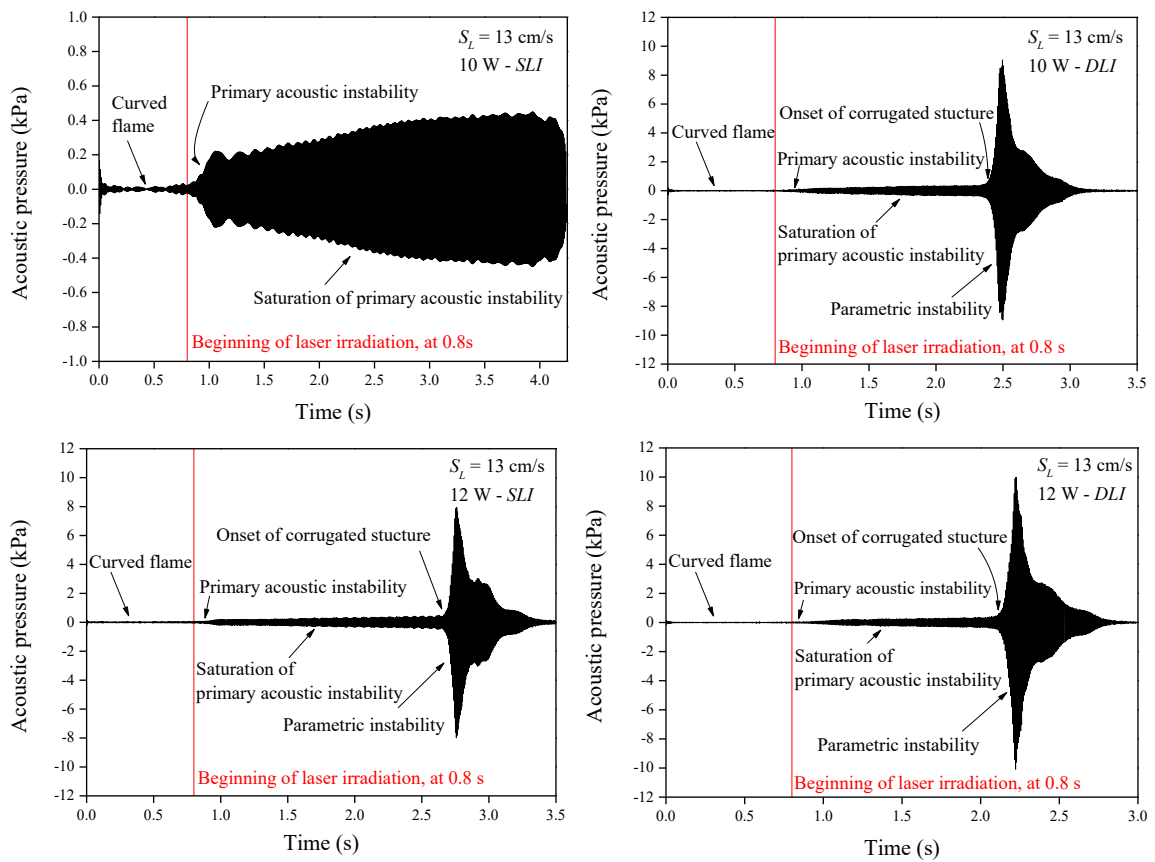 S_L = 13 cm/s
10 W - SLI
Curved
flame
Primary acoustic instability
Saturation of primary acoustic instability
Beginning of laser irradiation, at 0.8s
Acoustic pressure (kPa)
1.0
0.8
0.6
0.4
0.2
0.0
-0.2
-0.4
-0.6
-0.8
-1.0
0.0 0.5 1.0 1.5 2.0 2.5 3.0 3.5 4.0
Time (s)
S_L = 13 cm/s
10 W - DLI
Onset of corrugated stucture
Curved flame
Primary acoustic instability
Saturation of
primary acoustic instability
Parametric instability
Beginning of laser irradiation, at 0.8 s
Acoustic pressure (kPa)
12
10
8
6
4
2
0
-2
-4
-6
-8
-10
-12
0.0 0.5 1.0 1.5 2.0 2.5 3.0 3.5
Time (s)
S_L = 13 cm/s
12 W - SLI
Onset of corrugated stucture
Curved flame
Primary acoustic instability
Saturation of
primary acoustic instability
Parametric instability
Beginning of laser irradiation, at 0.8 s
Acoustic pressure (kPa)
12
10
8
6
4
2
0
-2
-4
-6
-8
-10
-12
0.0 0.5 1.0 1.5 2.0 2.5 3.0 3.5
Time (s)
S_L = 13 cm/s
12 W - DLI
Onset of corrugated stucture
Curved flame
Primary acoustic instability
Saturation of
primary acoustic instability
Parametric instability
Beginning of laser irradiation, at 0.8 s
Acoustic pressure (kPa)
12
10
8
6
4
2
0
-2
-4
-6
-8
-10
-12
0.0 0.5 1.0 1.5 2.0 2.5 3.0
Time (s)